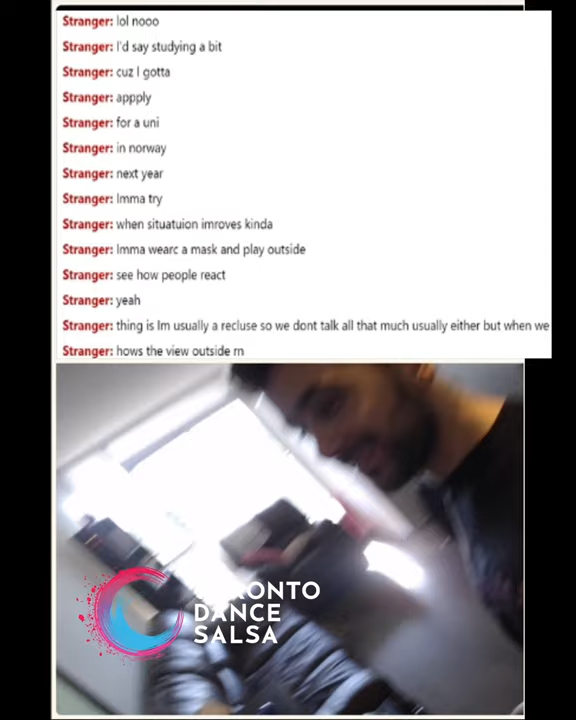 Stranger: lol nooo
Stranger: I'd say studying a bit
Stranger: cuz I gotta
Stranger: appply
Stranger: for a uni
Stranger: in norway
Stranger: next year
Stranger: Imma try
Stranger: when situatuion imroves kinda
Stranger: Imma wearc a mask and play outside
Stranger: see how people react
Stranger: yeah
Stranger: thing is Im usually a recluse so we dont talk all that much usually either but when we
Stranger: hows the view outside rn
TORONTO
DANCE
SALSA